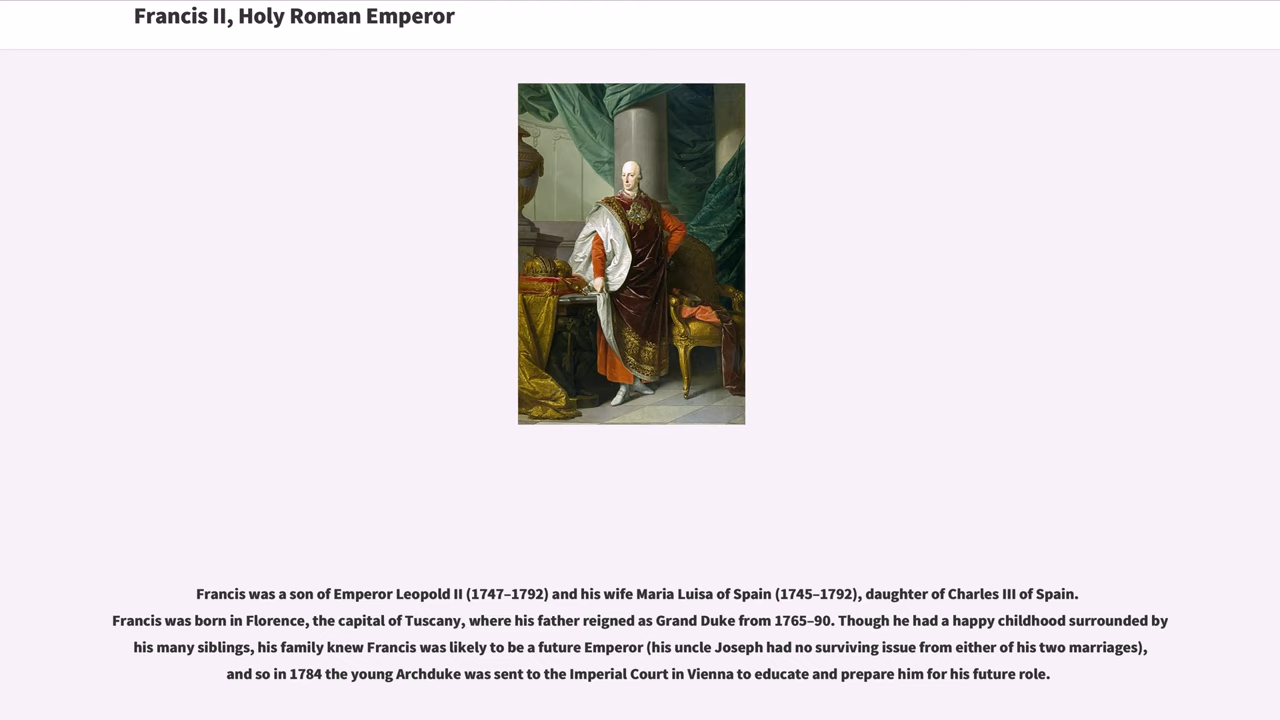 Francis II, Holy Roman Emperor
Francis was a son of Emperor Leopold II (1747–1792) and his wife Maria Luisa of Spain (1745–1792), daughter of Charles III of Spain.
Francis was born in Florence, the capital of Tuscany, where his father reigned as Grand Duke from 1765–90. Though he had a happy childhood surrounded by
his many siblings, his family knew Francis was likely to be a future Emperor (his uncle Joseph had no surviving issue from either of his two marriages),
and so in 1784 the young Archduke was sent to the Imperial Court in Vienna to educate and prepare him for his future role.